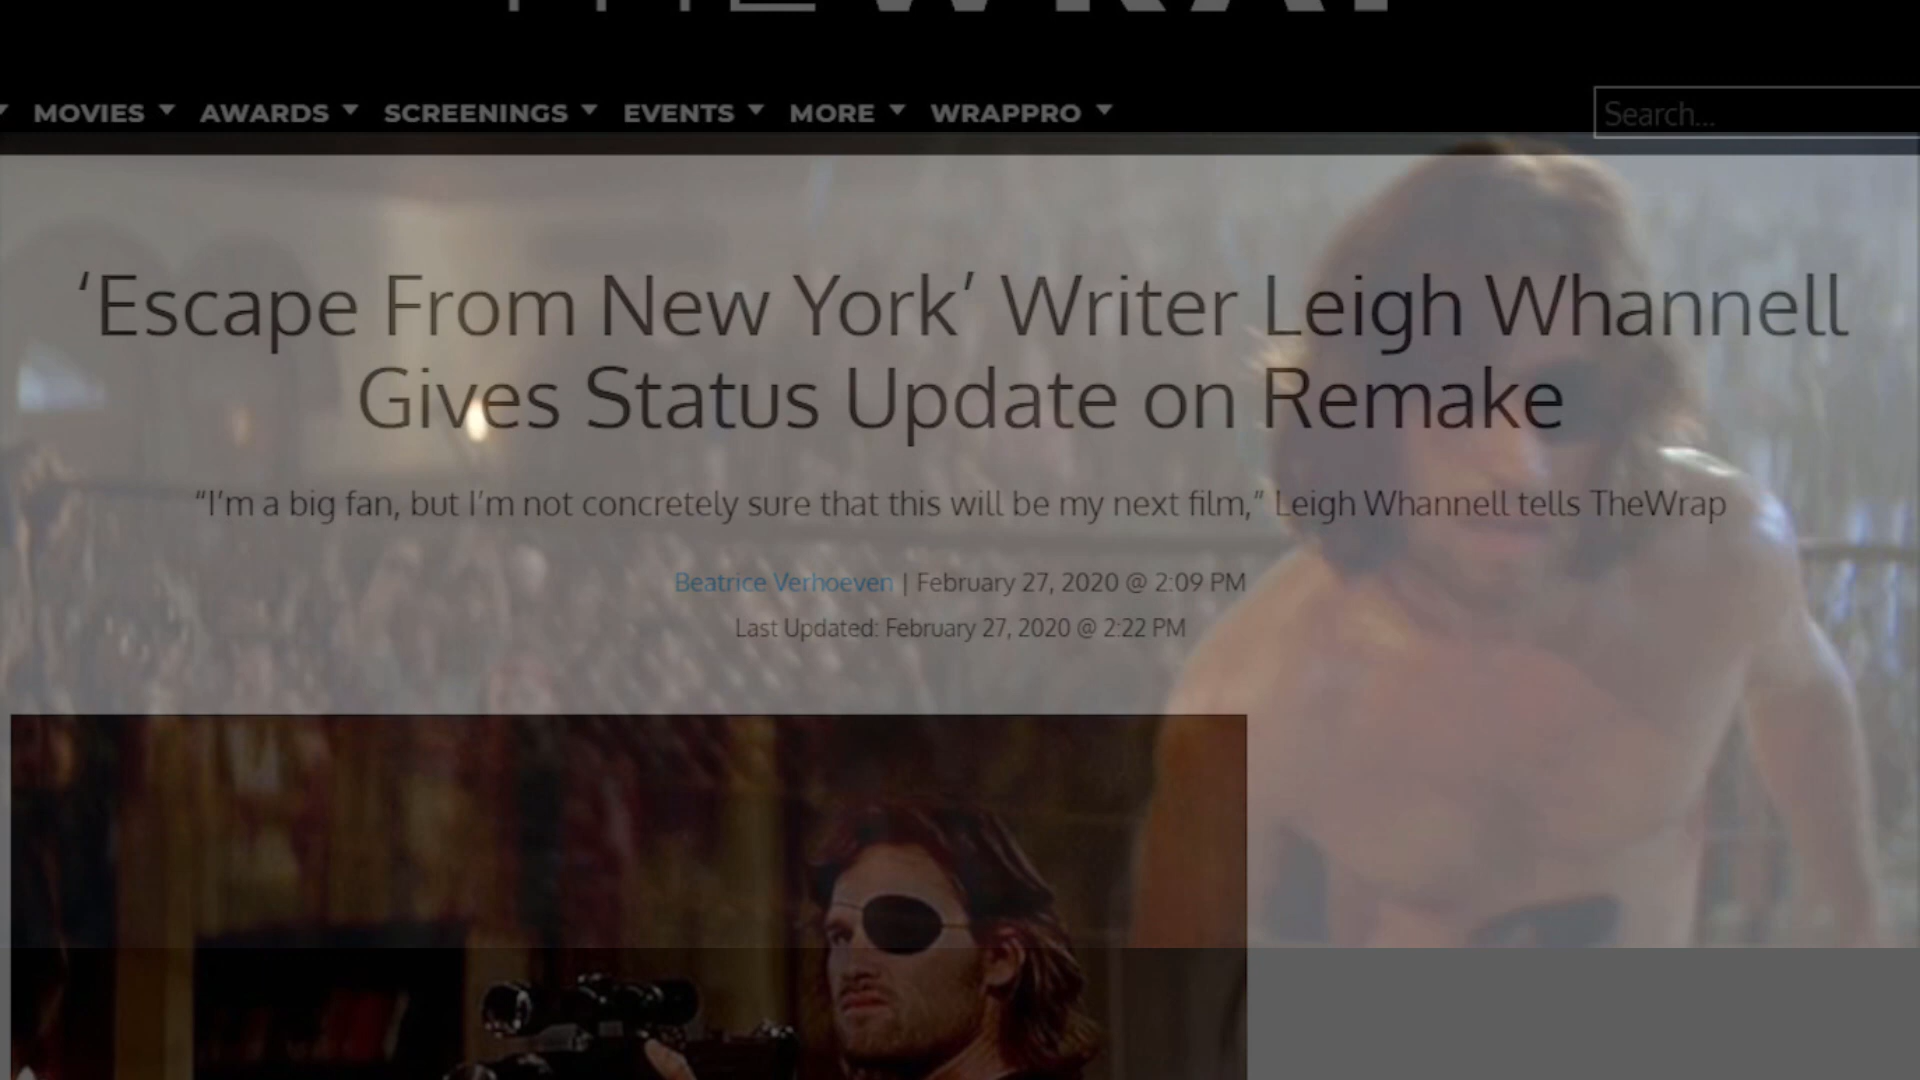 THEWRAP
MOVIES AWARDS SCREENINGS EVENTS MORE WRAPPRO Search...
‘Escape From New York’ Writer Leigh Whannell
Gives Status Update on Remake
“I’m a big fan, but I’m not concretely sure that this will be my next film,” Leigh Whannell tells TheWrap
Beatrice Verhoeven | February 27, 2020 @ 2:09 PM
Last Updated: February 27, 2020 @ 2:22 PM